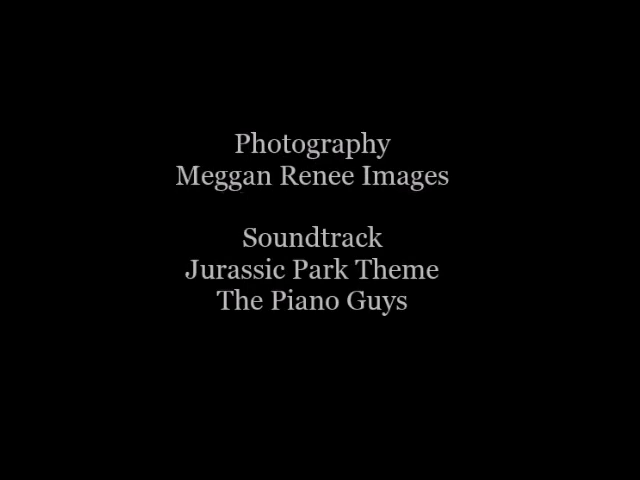 Photography
Meggan Renee Images
Soundtrack
Jurassic Park Theme
The Piano Guys